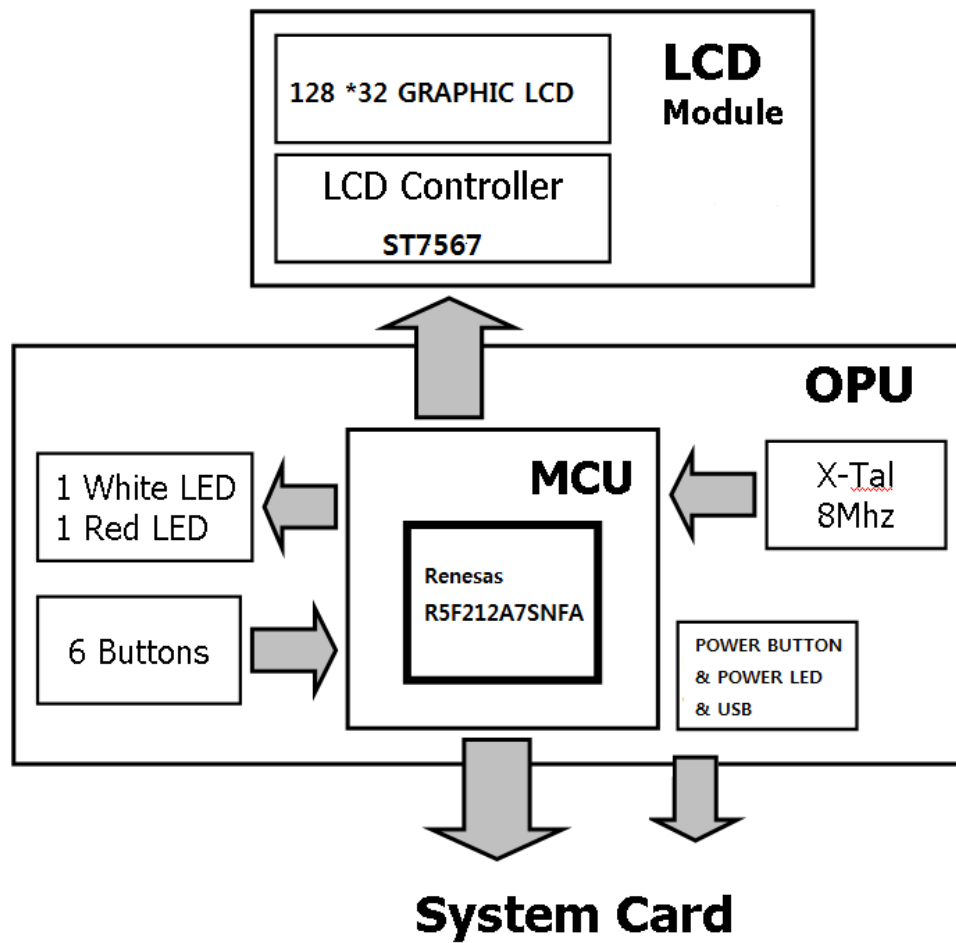 128 *32 GRAPHIC LCD
LCD
Module
LCD Controller
ST7567
OPU
1 White LED
1 Red LED
MCU
X-Tal
8Mhz
Renesas
R5F212A7SNFA
6 Buttons
POWER BUTTON
& POWER LED
& USB
System Card